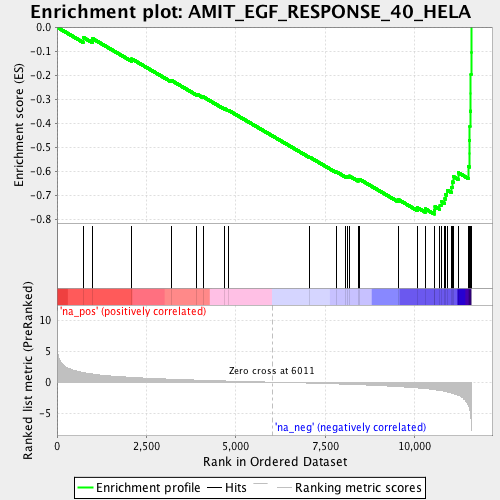 Enrichment plot: AMIT_EGF_RESPONSE_40_HELA
Enrichment score (ES)
0.0
-0.1
-0.2
-0.3
-0.4
-0.5
-0.6
-0.7
-0.8
'na_pos' (positively correlated)
Ranked list metric (PreRanked)
10
5
0
-5
Zero cross at 6011
'na_neg' (negatively correlated)
0
2,500
5,000
7,500
10,000
Rank in Ordered Dataset
Enrichment profile
Hits
Ranking metric scores